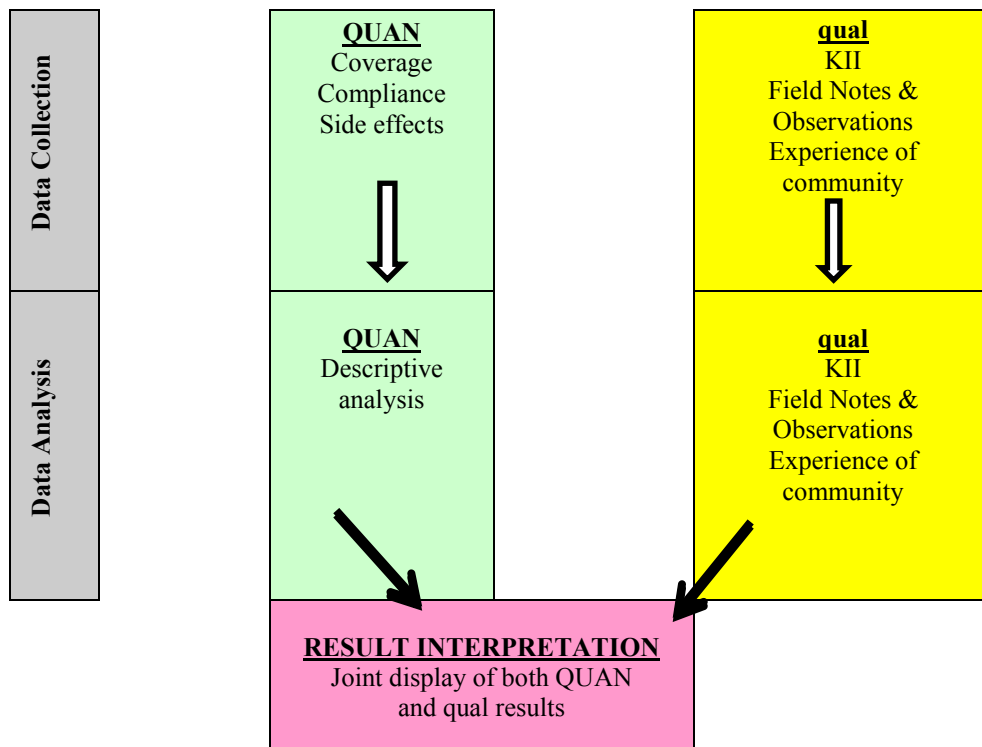 Data Collection
QUAN
Coverage
Compliance
Side effects
qual
KII
Field Notes &
Observations
Experience of
community
Data Analysis
QUAN
Descriptive
analysis
qual
KII
Field Notes &
Observations
Experience of
community
RESULT INTERPRETATION
Joint display of both QUAN
and qual results